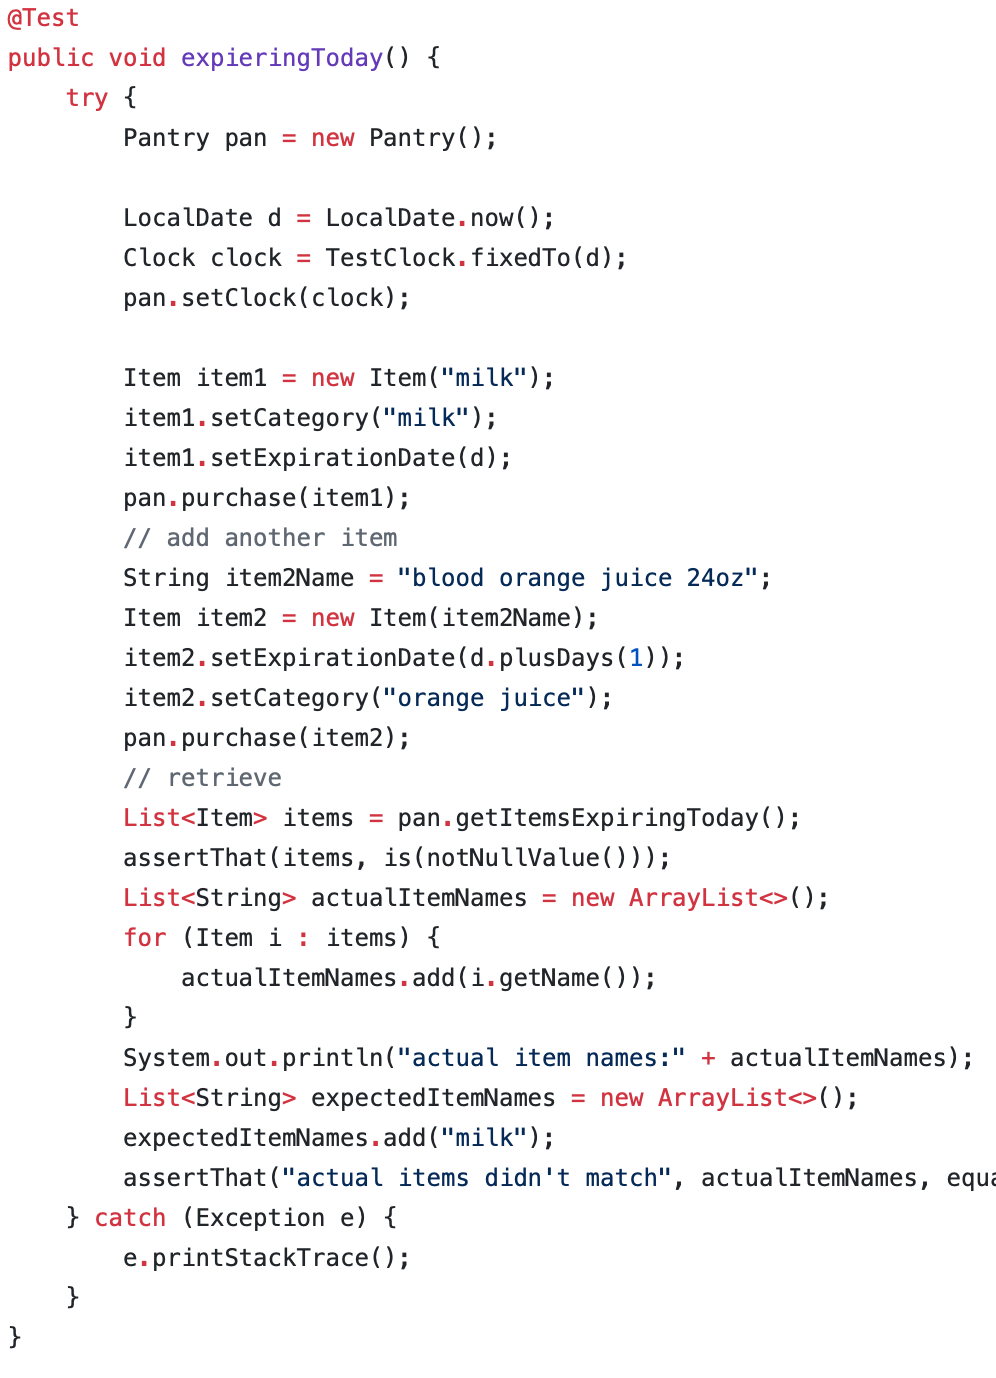 @Test
public void expieringToday() {
    try {
        Pantry pan = new Pantry();

        LocalDate d = LocalDate.now();
        Clock clock = TestClock.fixedTo(d);
        pan.setClock(clock);

        Item item1 = new Item("milk");
        item1.setCategory("milk");
        item1.setExpirationDate(d);
        pan.purchase(item1);
        // add another item
        String item2Name = "blood orange juice 24oz";
        Item item2 = new Item(item2Name);
        item2.setExpirationDate(d.plusDays(1));
        item2.setCategory("orange juice");
        pan.purchase(item2);
        // retrieve
        List<Item> items = pan.getItemsExpiringToday();
        assertThat(items, is(notNullValue()));
        List<String> actualItemNames = new ArrayList<>();
        for (Item i : items) {
            actualItemNames.add(i.getName());
        }
        System.out.println("actual item names:" + actualItemNames);
        List<String> expectedItemNames = new ArrayList<>();
        expectedItemNames.add("milk");
        assertThat("actual items didn't match", actualItemNames,
    } catch (Exception e) {
        e.printStackTrace();
    }
}